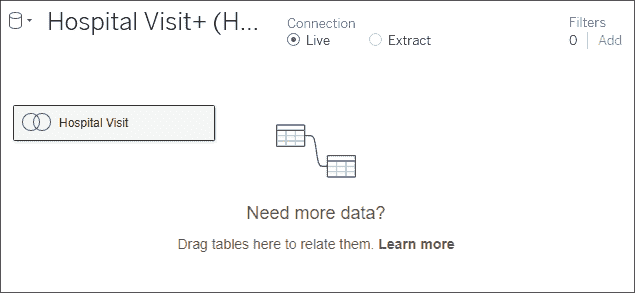 Hospital Visit+ (H...
Connection
Live
Extract
Filters
0
Add
Hospital Visit
Need more data?
Drag tables here to relate them. Learn more